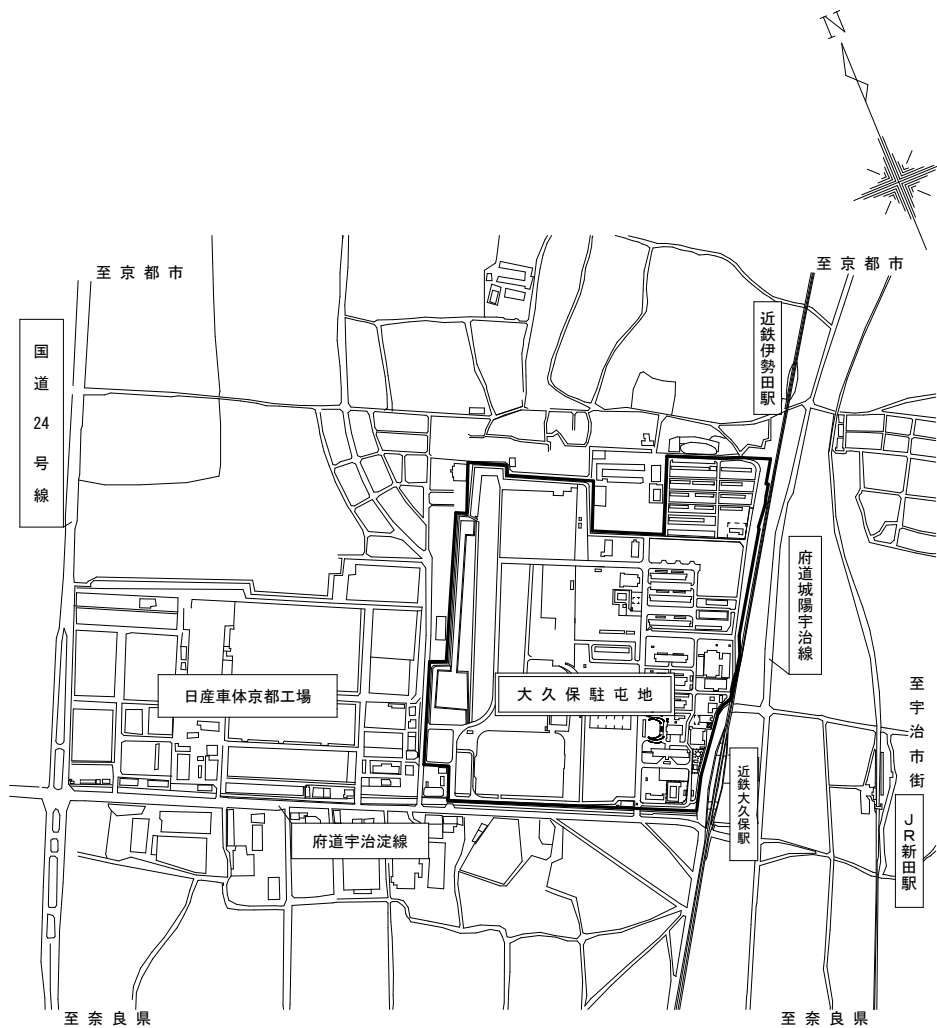 N
至京都市
至京都市
国道24号線
近鉄伊勢田駅
府道城陽宇治線
日産車体京都工場
大久保駐屯地
至宇治市街
近鉄大久保駅
JR新田駅
府道宇治淀線
至奈良県
至奈良県